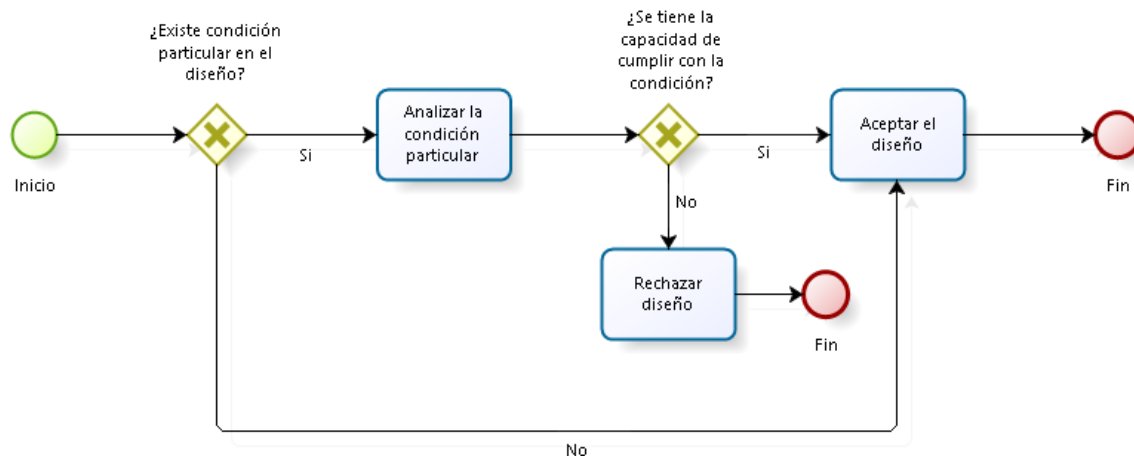 ¿Existe condición
particular en el
diseño?
¿Se tiene la
capacidad de
cumplir con la
condición?
Inicio
Si
Analizar la
condición
particular
Si
Aceptar el
diseño
Fin
No
Rechazar
diseño
Fin
No